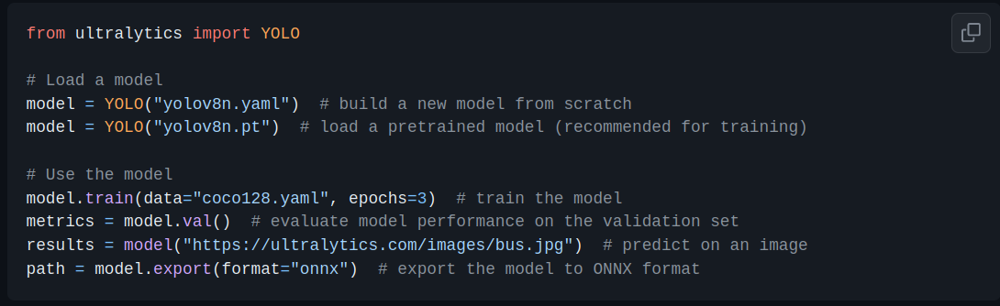 from ultralytics import YOLO
# Load a model
model = YOLO("yolov8n.yaml")  # build a new model from scratch
model = YOLO("yolov8n.pt")  # load a pretrained model (recommended for training)
# Use the model
model.train(data="coco128.yaml", epochs=3)  # train the model
metrics = model.val()  # evaluate model performance on the validation set
results = model("https://ultralytics.com/images/bus.jpg")  # predict on an image
path = model.export(format="onnx")  # export the model to ONNX format